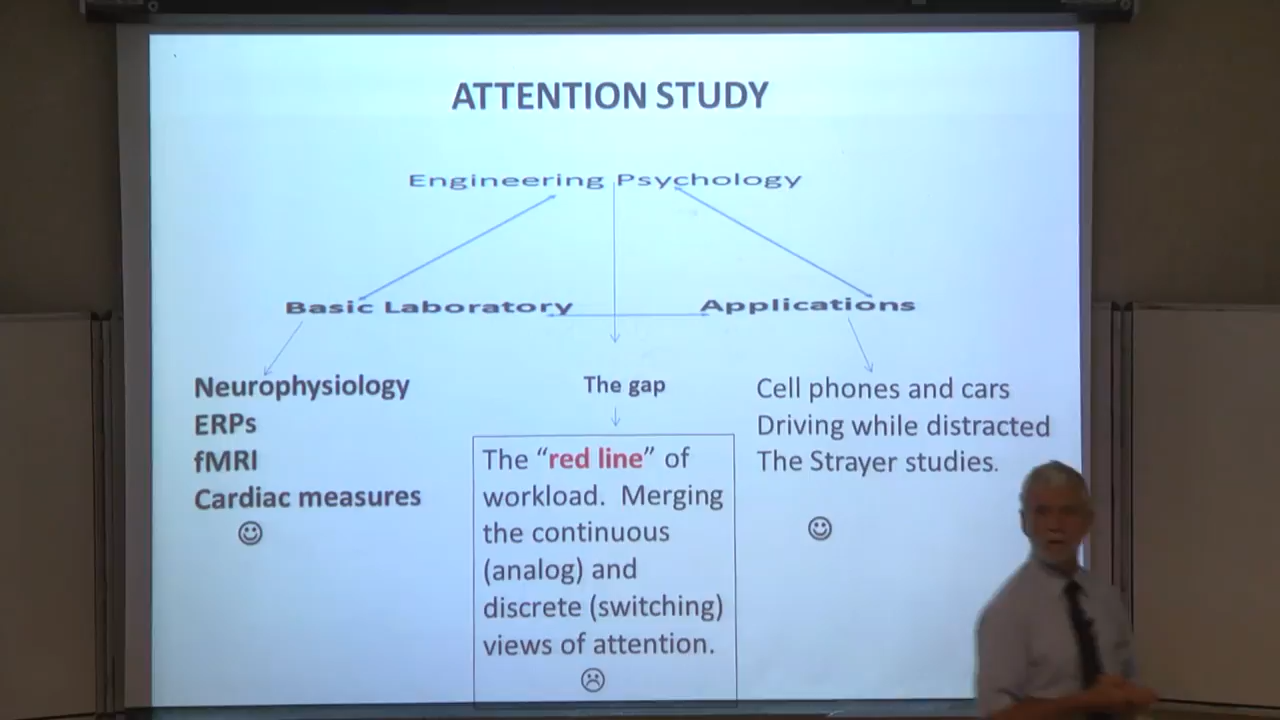 ATTENTION STUDY
Engineering Psychology
Basic Laboratory
Applications
Neurophysiology
ERPs
fMRI
Cardiac measures
The gap
The “red line” of
workload. Merging
the continuous
(analog) and
discrete (switching)
views of attention.
Cell phones and cars
Driving while distracted
The Strayer studies.